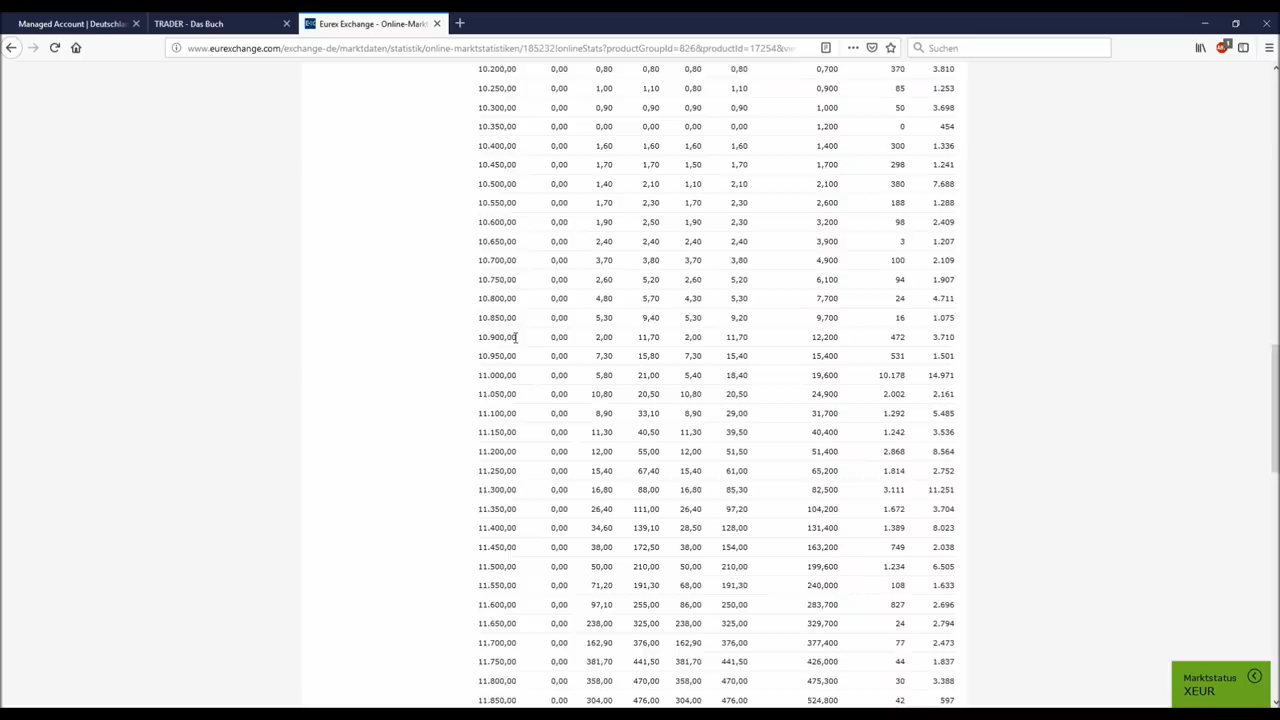 Managed Account | Deutschla
TRADER - Das Buch
Eurex Exchange - Online-Markt
www.eurexchange.com/exchange-de/marktdaten/statistik/online-marktstatistiken/185232!onlineStats?productGroupId=826&productId=17254&vie
Suchen
10.200,00 0,00 0,80 0,80 0,80 0,80 0,700 370 3.810
10.250,00 0,00 1,00 1,10 0,80 1,10 0,900 85 1.253
10.300,00 0,00 0,90 0,90 0,90 0,90 1,000 50 3.698
10.350,00 0,00 0,00 0,00 0,00 0,00 1,200 0 454
10.400,00 0,00 1,60 1,60 1,60 1,60 1,400 300 1.336
10.450,00 0,00 1,70 1,70 1,50 1,70 1,700 298 1.241
10.500,00 0,00 1,40 2,10 1,10 2,10 2,100 380 7.688
10.550,00 0,00 1,70 2,30 1,70 2,30 2,600 188 1.288
10.600,00 0,00 1,90 2,50 1,90 2,30 3,200 98 2.409
10.650,00 0,00 2,40 2,40 2,40 2,40 3,900 3 1.207
10.700,00 0,00 3,70 3,80 3,70 3,80 4,900 100 2.109
10.750,00 0,00 2,60 5,20 2,60 5,20 6,100 94 1.907
10.800,00 0,00 4,80 5,70 4,30 5,30 7,700 24 4.711
10.850,00 0,00 5,30 9,40 5,30 9,20 9,700 16 1.075
10.900,00 0,00 2,00 11,70 2,00 11,70 12,200 472 3.710
10.950,00 0,00 7,30 15,80 7,30 15,40 15,400 531 1.501
11.000,00 0,00 5,80 21,00 5,40 18,40 19,600 10.178 14.971
11.050,00 0,00 10,80 20,50 10,80 20,50 24,900 2.002 2.161
11.100,00 0,00 8,90 33,10 8,90 29,00 31,700 1.292 5.485
11.150,00 0,00 11,30 40,50 11,30 39,50 40,400 1.242 3.536
11.200,00 0,00 12,00 55,00 12,00 51,50 51,400 2.868 8.564
11.250,00 0,00 15,40 67,40 15,40 61,00 65,200 1.814 2.752
11.300,00 0,00 16,80 88,00 16,80 85,30 82,500 3.111 11.251
11.350,00 0,00 26,40 111,00 26,40 97,20 104,200 1.672 3.704
11.400,00 0,00 34,60 139,10 28,50 128,00 131,400 1.389 8.023
11.450,00 0,00 38,00 172,50 38,00 154,00 163,200 749 2.038
11.500,00 0,00 50,00 210,00 50,00 210,00 199,600 1.234 6.505
11.550,00 0,00 71,20 191,30 68,00 191,30 240,000 108 1.633
11.600,00 0,00 97,10 255,00 86,00 250,00 283,700 827 2.696
11.650,00 0,00 238,00 325,00 238,00 325,00 329,700 24 2.794
11.700,00 0,00 162,90 376,00 162,90 376,00 377,400 77 2.473
11.750,00 0,00 381,70 441,50 381,70 441,50 426,000 44 1.837
11.800,00 0,00 358,00 470,00 358,00 470,00 475,300 30 3.388
11.850,00 0,00 304,00 476,00 304,00 476,00 524,800 42 597
Marktstatus
XEUR